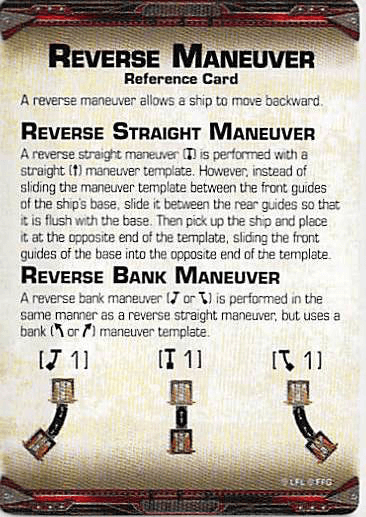 REVERSE MANEUVER
Reference Card
A reverse maneuver allows a ship to move backward.
REVERSE STRAIGHT MANEUVER
A reverse straight maneuver () is performed with a
straight () maneuver template. However, instead of
sliding the maneuver template between the front guides
of the ship's base, slide it between the rear guides so that
it is flush with the base. Then pick up the ship and place
it at the opposite end of the template, sliding the front
guides of the base into the opposite end of the template.
REVERSE BANK MANEUVER
A reverse bank maneuver ( or ) is performed in the
same manner as a reverse straight maneuver, but uses a
bank ( or ) maneuver template.
[ 1] [ 1] [ 1]
© LFL © FFG